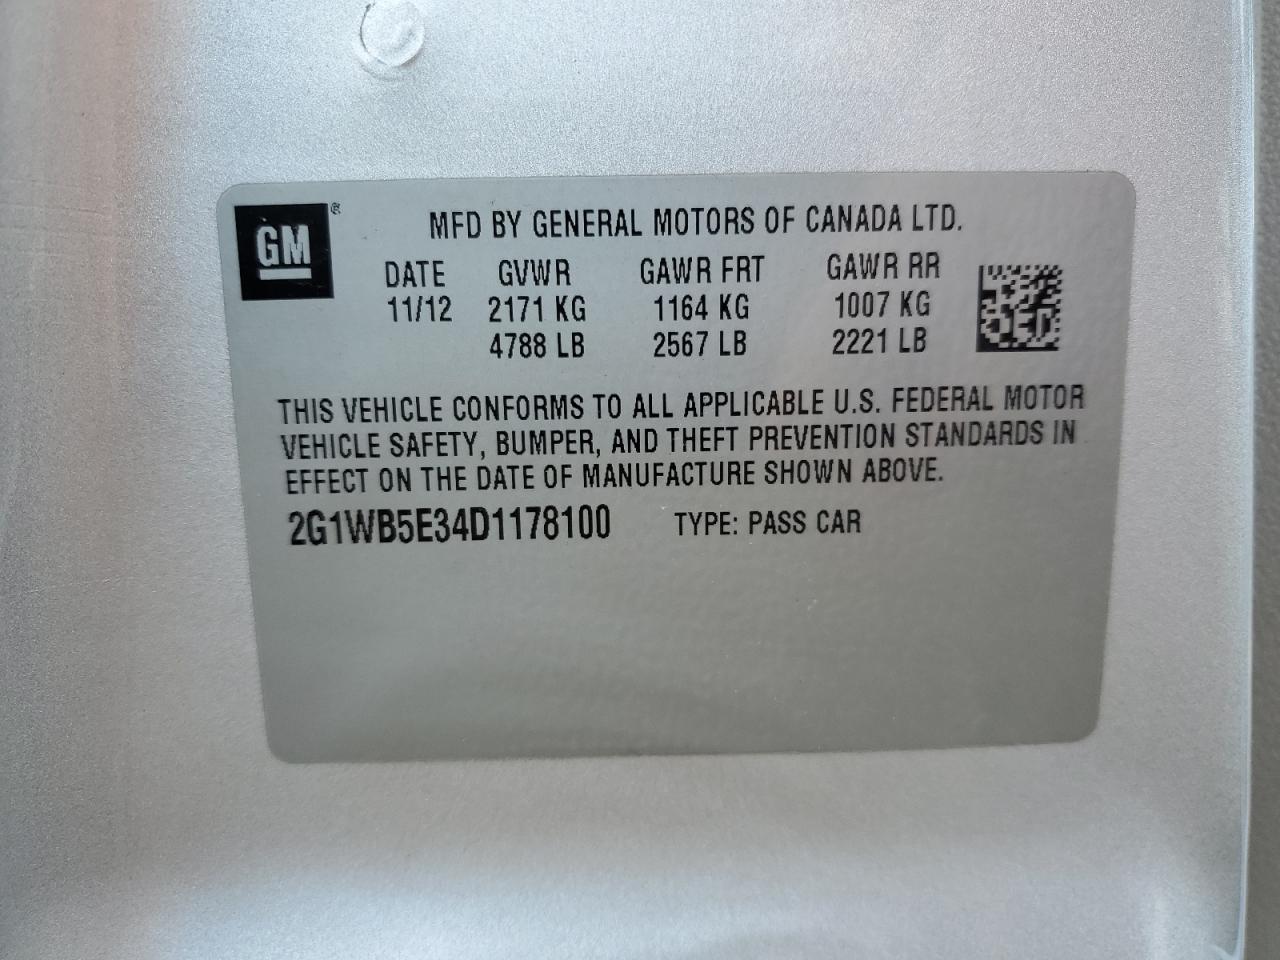 GM ®
MFD BY GENERAL MOTORS OF CANADA LTD.
DATE GVWR GAWR FRT GAWR RR
11/12 2171 KG 1164 KG 1007 KG
4788 LB 2567 LB 2221 LB
THIS VEHICLE CONFORMS TO ALL APPLICABLE U.S. FEDERAL MOTOR
VEHICLE SAFETY, BUMPER, AND THEFT PREVENTION STANDARDS IN
EFFECT ON THE DATE OF MANUFACTURE SHOWN ABOVE.
2G1WB5E34D1178100 TYPE: PASS CAR